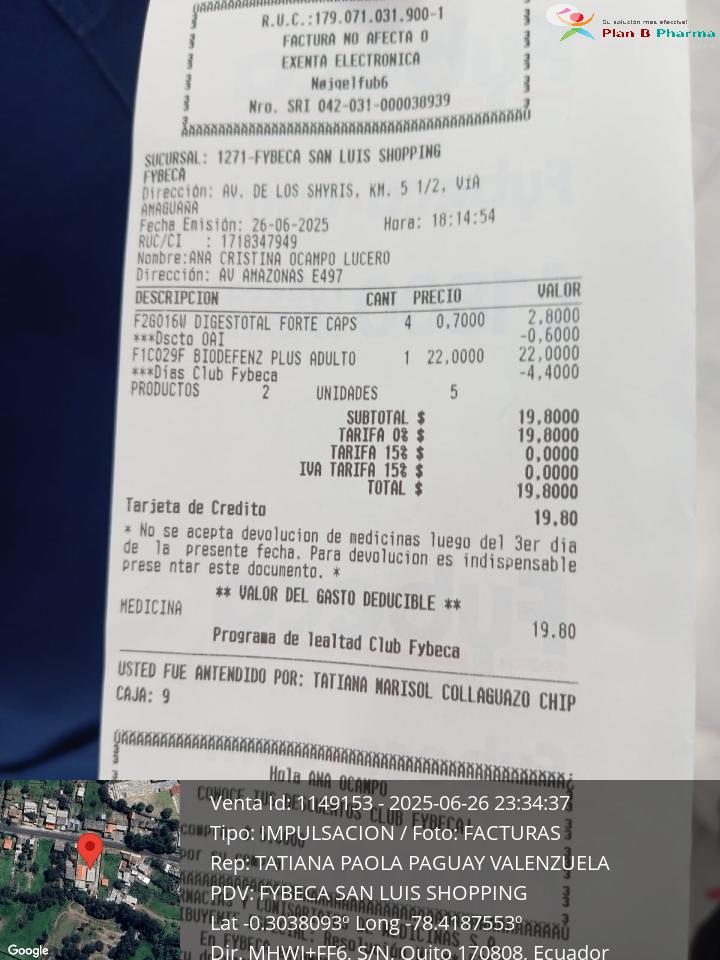 Su solución más efectiva!
Plan B Pharma
R.U.C.:179.071.031.900-1
FACTURA NO AFECTA O
EXENTA ELECTRONICA
Nro. SRI 042-031-000038939
SUCURSAL: 1271-FYBECA SAN LUIS SHOPPING
FYBECA
Dirección: AV. DE LOS SHYRIS, KM. 5 1/2, VíA
AMAGUAÑA
Fecha Emisión: 26-06-2025 Hora: 18:14:54
RUC/CI : 1718347949
Nombre:ANA CRISTINA OCAMPO LUCERO
Dirección: AV AMAZONAS E497
DESCRIPCION CANT PRECIO VALOR
F2G016W DIGESTOTAL FORTE CAPS 4 0,7000 2,8000
***Dscto OAI -0,6000
F1C029F BIODEFENZ PLUS ADULTO 1 22,0000 22,0000
***Días Club Fybeca -4,4000
PRODUCTOS 2 UNIDADES 5
SUBTOTAL $ 19,8000
TARIFA 0% $ 19,8000
TARIFA 15% $ 0,0000
IVA TARIFA 15% $ 0,0000
TOTAL $ 19,8000
Tarjeta de Credito 19.80
* No se acepta devolucion de medicinas luego del 3er dia
de la presente fecha. Para devolucion es indispensable
prese ntar este documento. *
** VALOR DEL GASTO DEDUCIBLE **
MEDICINA 19.80
Programa de lealtad Club Fybeca
USTED FUE ANTENDIDO POR: TATIANA MARISOL COLLAGUAZO CHIP
CAJA: 9
Hola ANA OCAMPO
Venta Id: 1149153 - 2025-06-26 23:34:37
Tipo: IMPULSACION / Foto: FACTURAS
Rep: TATIANA PAOLA PAGUAY VALENZUELA
PDV: FYBECA SAN LUIS SHOPPING
Lat -0.3038093º Long -78.4187553º
Dir. MHWJ+FF6, S/N, Quito 170808, Ecuador
Google